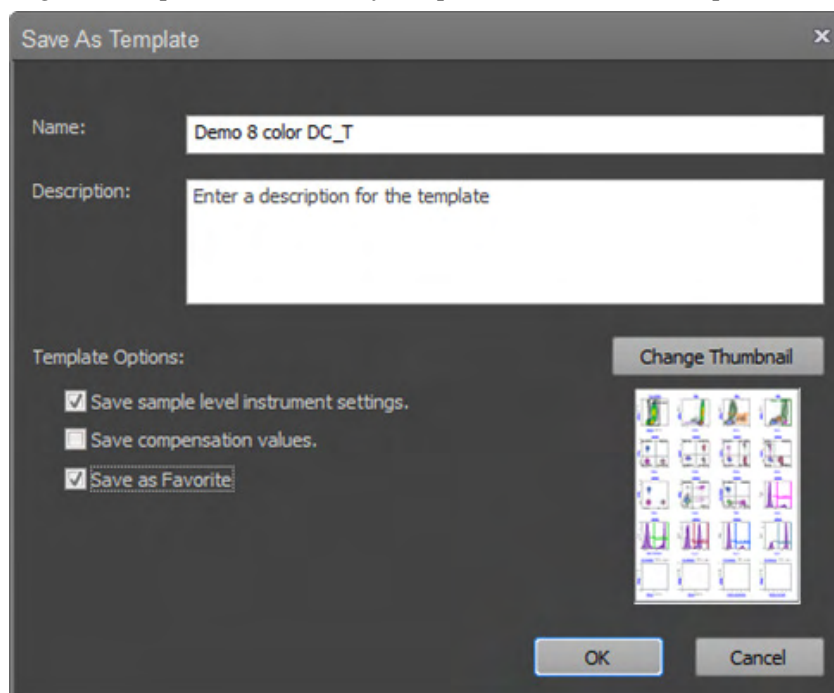 Save As Template
Name:
Demo 8 color DC_T
Description:
Enter a description for the template
Template Options:
Change Thumbnail
Save sample level instrument settings.
Save compensation values.
Save as Favorite
OK
Cancel